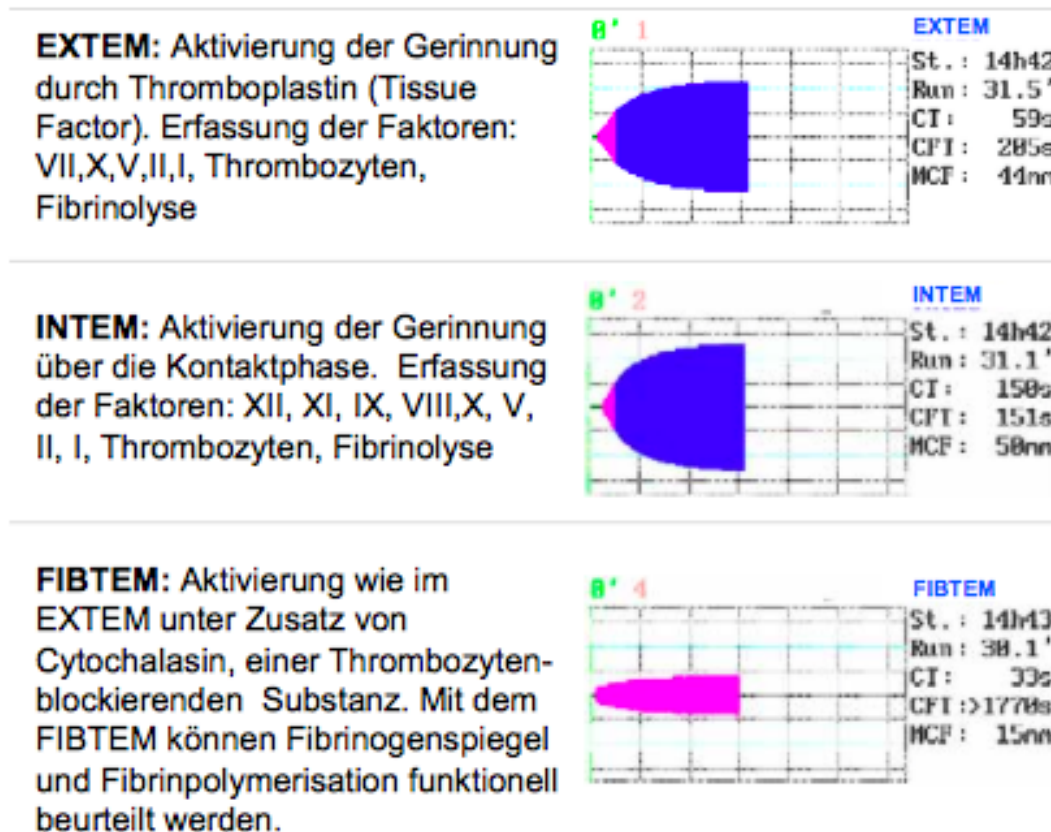 EXTEM: Aktivierung der Gerinnung
durch Thromboplastin (Tissue
Factor). Erfassung der Faktoren:
VII,X,V,II,I, Thrombozyten,
Fibrinolyse
0' 1
EXTEM
St.: 14h42
Run: 31.5'
CT: 59s
CFT: 205s
MCF: 44mm
INTEM: Aktivierung der Gerinnung
über die Kontaktphase. Erfassung
der Faktoren: XII, XI, IX, VIII,X, V,
II, I, Thrombozyten, Fibrinolyse
0' 2
INTEM
St.: 14h42
Run: 31.1'
CT: 150s
CFT: 151s
MCF: 50mm
FIBTEM: Aktivierung wie im
EXTEM unter Zusatz von
Cytochalasin, einer Thrombozyten-
blockierenden Substanz. Mit dem
FIBTEM können Fibrinogenspiegel
und Fibrinpolymerisation funktionell
beurteilt werden.
0' 4
FIBTEM
St.: 14h43
Run: 30.1'
CT: 33s
CFT:>1770s
MCF: 15mm